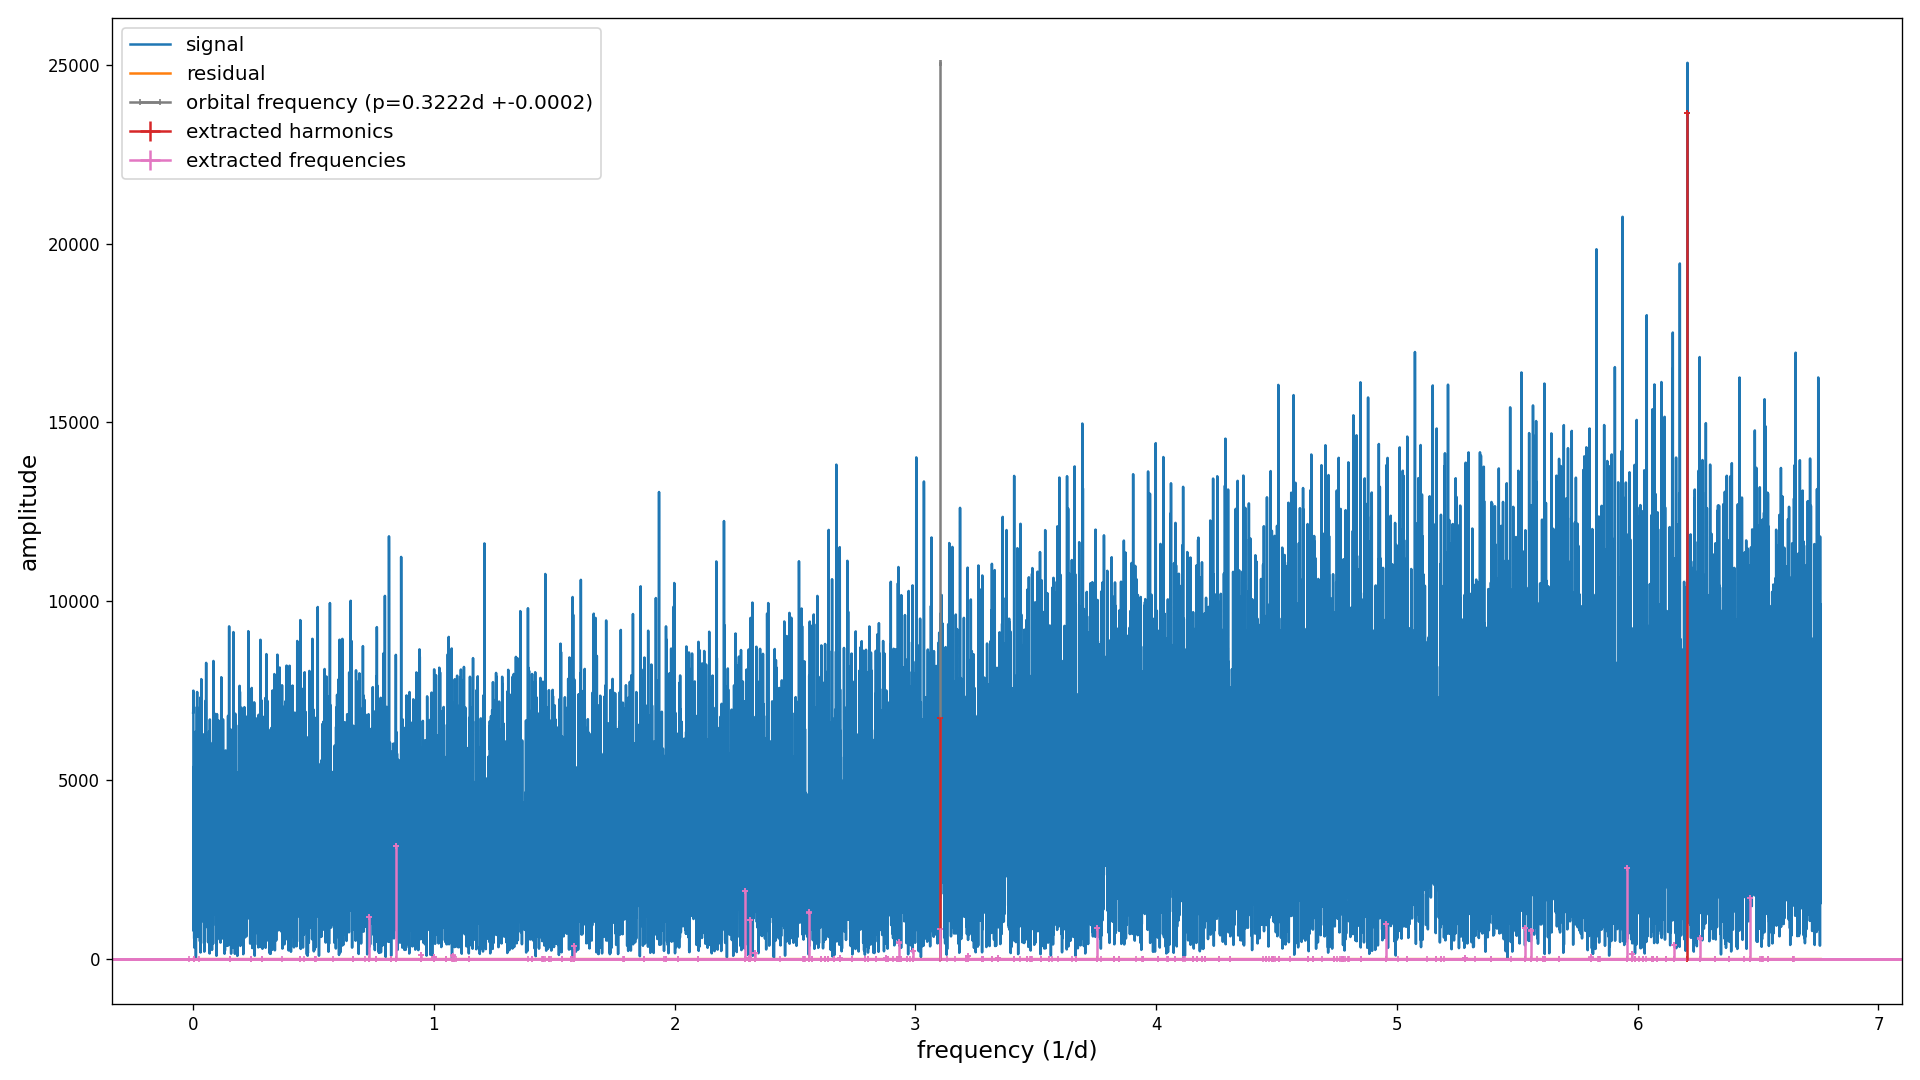 signal
residual
orbital frequency (p=0.3222d +-0.0002)
extracted harmonics
extracted frequencies
25000
20000
15000
10000
5000
0
amplitude
0 1 2 3 4 5 6 7
frequency (1/d)